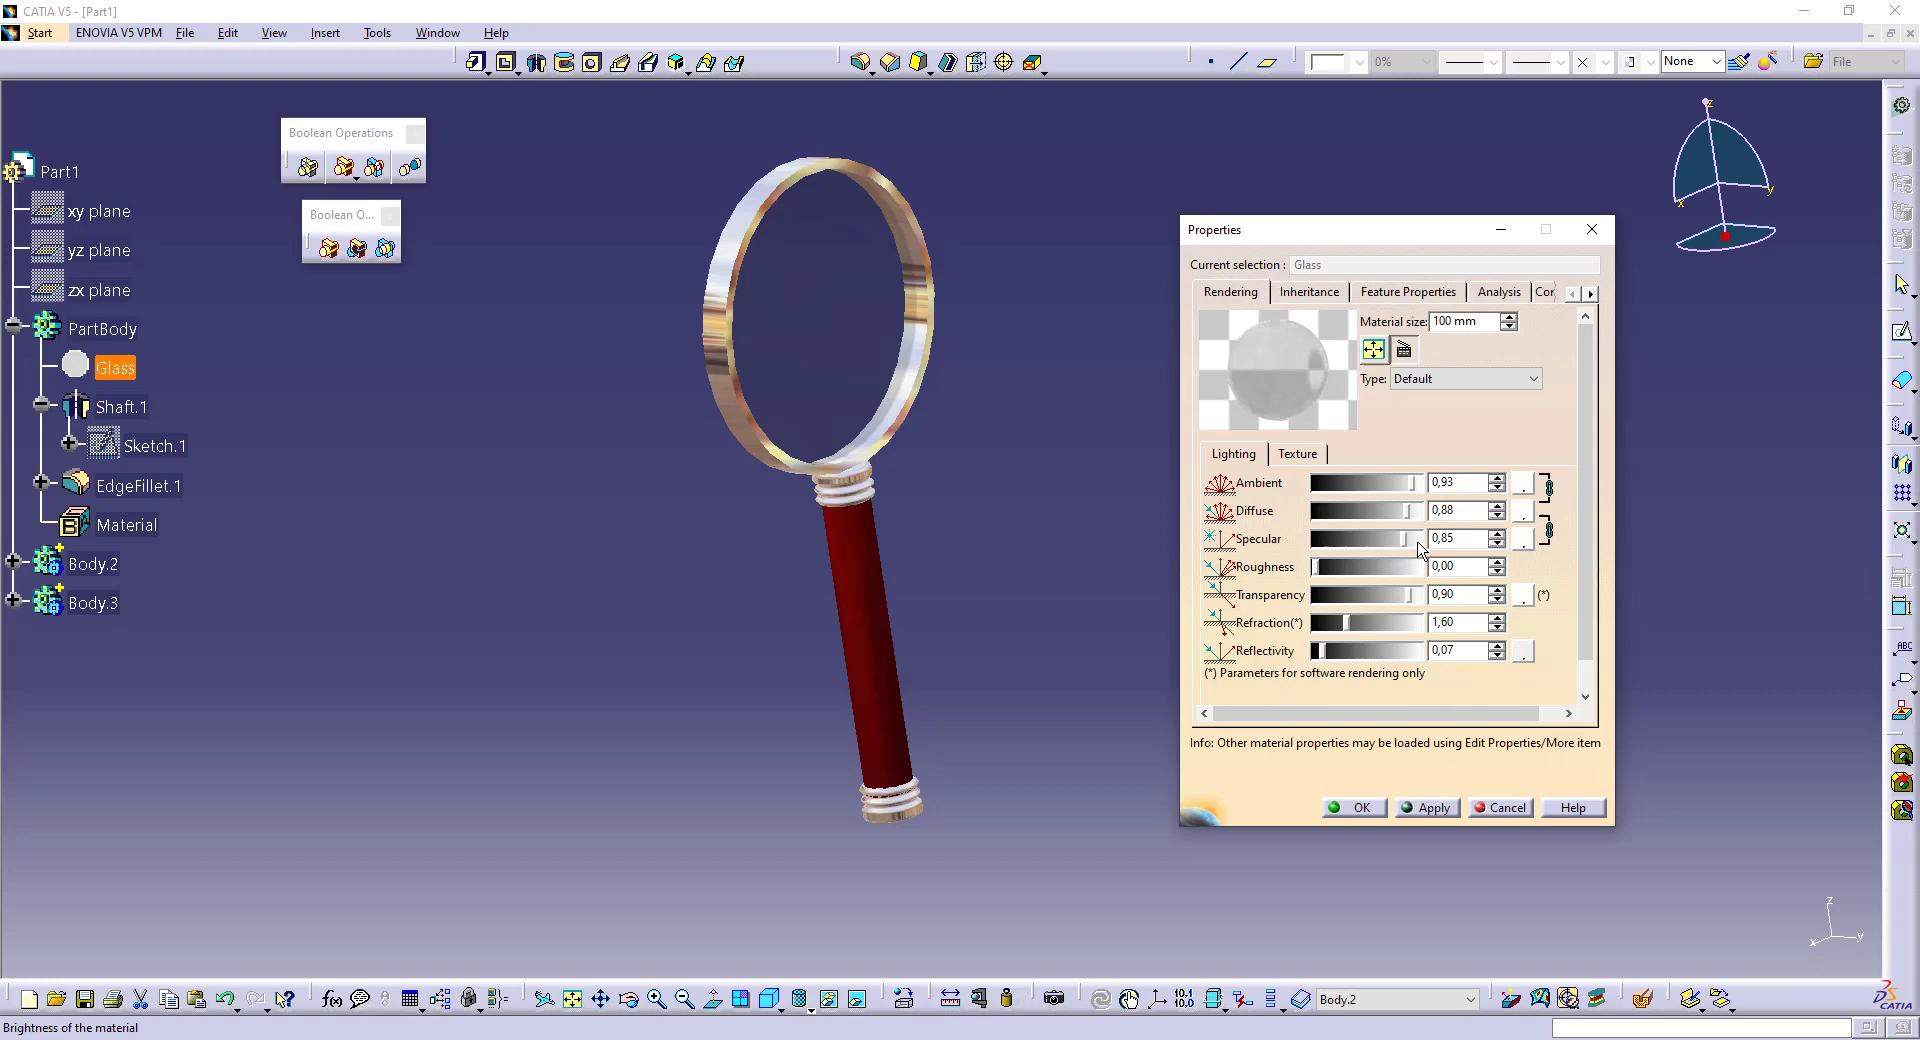 CATIA V5 - [Part1]
Start ENOVIA V5 VPM File Edit View Insert Tools Window Help
0% None File
Boolean Operations
Boolean O...
Part1
xy plane
yz plane
zx plane
PartBody
Glass
Shaft.1
Sketch.1
EdgeFillet.1
Material
Body.2
Body.3
z
y
x
Properties
Current selection : Glass
Rendering Inheritance Feature Properties Analysis Cor
Material size: 100 mm
Type: Default
Lighting Texture
Ambient 0,93
Diffuse 0,88
Specular 0,85
Roughness 0,00
Transparency 0,90 (*)
Refraction(*) 1,60
Reflectivity 0,07
(*) Parameters for software rendering only
Info: Other material properties may be loaded using Edit Properties/More item
OK Apply Cancel Help
z
x y
f(x) 10.1 Body.2
ABC
CATIA
Brightness of the material